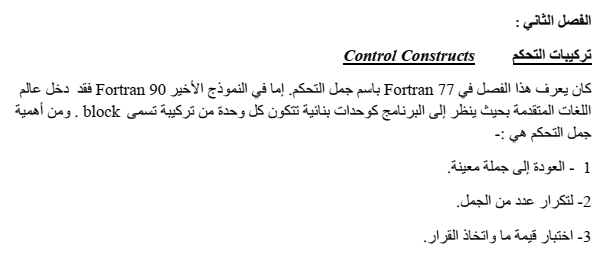 الفصل الثاني :
تركيبات التحكم Control Constructs
كان يعرف هذا الفصل في Fortran 77 باسم جمل التحكم. إما في النموذج الأخير Fortran 90 فقد دخل عالم
اللغات المتقدمة بحيث ينظر إلى البرنامج كوحدات بنائية تتكون كل وحدة من تركيبة تسمى block . ومن أهمية
جمل التحكم هي :-
1 - العودة إلى جملة معينة.
2- لتكرار عدد من الجمل.
3- اختبار قيمة ما واتخاذ القرار.